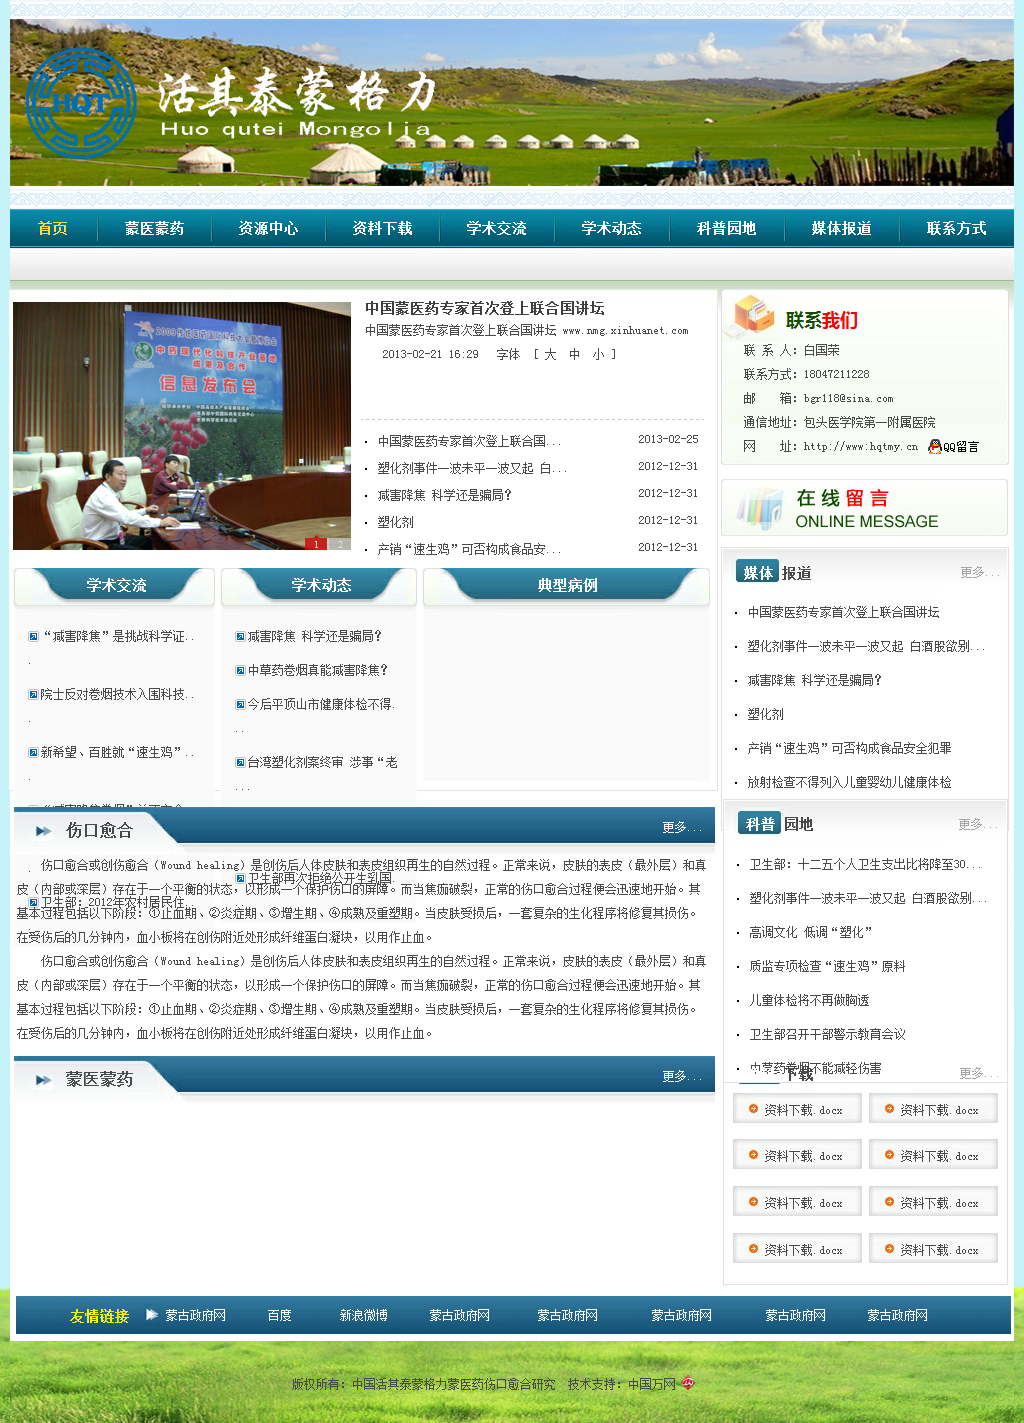 HQT
活其泰蒙格力
Huo qutei Mongolia
首页 蒙医蒙药 资源中心 资料下载 学术交流 学术动态 科普园地 媒体报道 联系方式
2009传统医药国际科技大会暨博览会
中药现代化科技产业基地
成果及合作
信息发布会
1 2
中国蒙医药专家首次登上联合国讲坛
中国蒙医药专家首次登上联合国讲坛 www.nmg.xinhuanet.com
2013-02-21 16:29 字体 [ 大 中 小 ]
中国蒙医药专家首次登上联合国... 2013-02-25
塑化剂事件一波未平一波又起 白... 2012-12-31
减害降焦 科学还是骗局? 2012-12-31
塑化剂 2012-12-31
产销“速生鸡”可否构成食品安... 2012-12-31
联系我们
联 系 人: 白国荣
联系方式: 18047211228
邮 箱: bgr118@sina.com
通信地址: 包头医学院第一附属医院
网 址: http://www:hqtmy.cn QQ留言
在线留言
ONLINE MESSAGE
学术交流
“减害降焦”是挑战科学证...
院士反对卷烟技术入围科技...
新希望、百胜就“速生鸡”...
卫生部: 2012年农村居民住..
学术动态
减害降焦 科学还是骗局?
中草药卷烟真能减害降焦?
今后平顶山市健康体检不得...
台湾塑化剂案终审 涉事“老...
卫生部再次拒绝公开生乳国.
典型病例
媒体 报道 更多...
中国蒙医药专家首次登上联合国讲坛
塑化剂事件一波未平一波又起 白酒股欲别...
减害降焦 科学还是骗局?
塑化剂
产销“速生鸡”可否构成食品安全犯罪
放射检查不得列入儿童婴幼儿健康体检
伤口愈合 更多...
伤口愈合或创伤愈合（Wound healing）是创伤后人体皮肤和表皮组织再生的自然过程。正常来说，皮肤的表皮（最外层）和真
皮（内部或深层）存在于一个平衡的状态，以形成一个保护伤口的屏障。而当焦痂破裂，正常的伤口愈合过程便会迅速地开始。其
基本过程包括以下阶段：①止血期、②炎症期、③增生期、④成熟及重塑期。当皮肤受损后，一套复杂的生化程序将修复其损伤。
在受伤后的几分钟内，血小板将在创伤附近处形成纤维蛋白凝块，以用作止血。
伤口愈合或创伤愈合（Wound healing）是创伤后人体皮肤和表皮组织再生的自然过程。正常来说，皮肤的表皮（最外层）和真
皮（内部或深层）存在于一个平衡的状态，以形成一个保护伤口的屏障。而当焦痂破裂，正常的伤口愈合过程便会迅速地开始。其
基本过程包括以下阶段：①止血期、②炎症期、③增生期、④成熟及重塑期。当皮肤受损后，一套复杂的生化程序将修复其损伤。
在受伤后的几分钟内，血小板将在创伤附近处形成纤维蛋白凝块，以用作止血。
科普 园地 更多...
卫生部: 十二五个人卫生支出比将降至30...
塑化剂事件一波未平一波又起 白酒股欲别...
高调文化 低调“塑化”
质监专项检查“速生鸡”原料
儿童体检将不再做胸透
卫生部召开干部警示教育会议
中草药卷烟不能减轻伤害
蒙医蒙药 更多...
下载 更多...
资料下载.docx 资料下载.docx
资料下载.docx 资料下载.docx
资料下载.docx 资料下载.docx
资料下载.docx 资料下载.docx
友情链接 蒙古政府网 百度 新浪微博 蒙古政府网 蒙古政府网 蒙古政府网 蒙古政府网 蒙古政府网
版权所有: 中国活其泰蒙格力蒙医药伤口愈合研究 技术支持: 中国万网